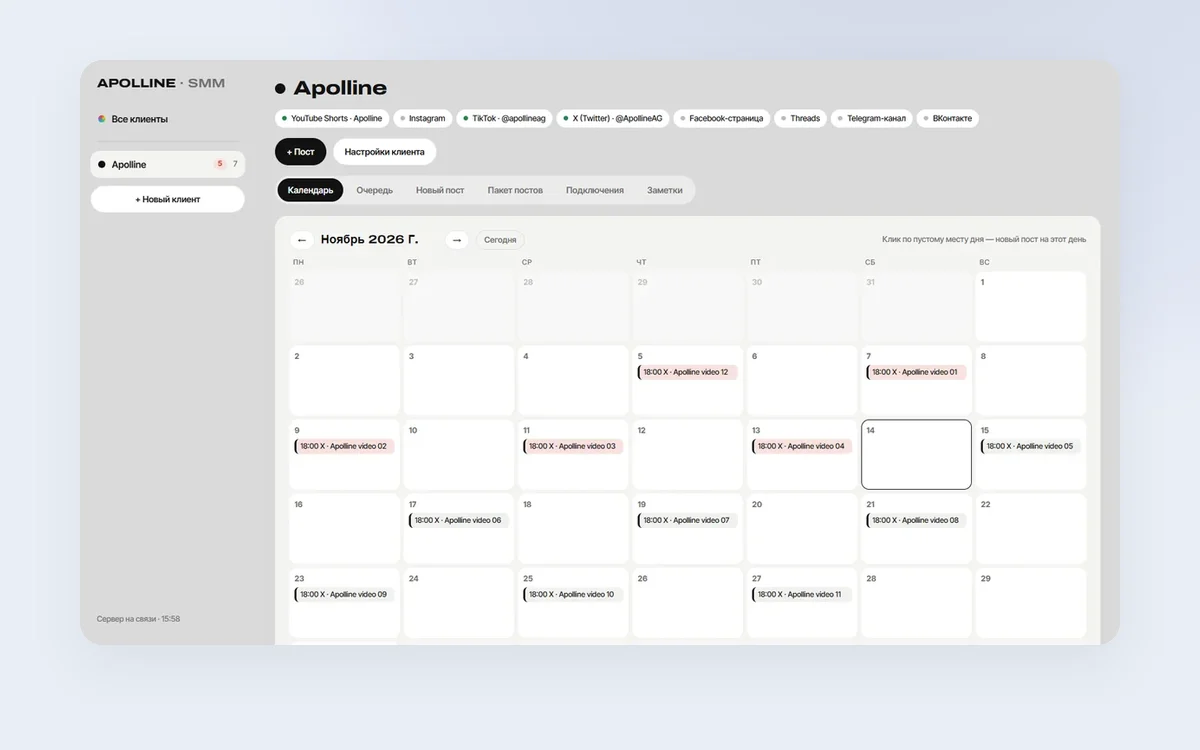 APOLLINE · SMM
Все клиенты
Apolline 5 7
+ Новый клиент
Сервер на связи · 15:58
Apolline
YouTube Shorts · Apolline Instagram TikTok · @apollineag X (Twitter) · @ApollineAG Facebook-страница Threads Telegram-канал ВКонтакте
+ Пост Настройки клиента
Календарь Очередь Новый пост Пакет постов Подключения Заметки
← Ноябрь 2026 Г. → Сегодня Клик по пустому месту дня — новый пост на этот день
ПН ВТ СР ЧТ ПТ СБ ВС
26 27 28 29 30 31 1
2 3 4 5 6 7 8
18:00 X · Apolline video 12 18:00 X · Apolline video 01
9 10 11 12 13 14 15
18:00 X · Apolline video 02 18:00 X · Apolline video 03 18:00 X · Apolline video 04 18:00 X · Apolline video 05
16 17 18 19 20 21 22
18:00 X · Apolline video 06 18:00 X · Apolline video 07 18:00 X · Apolline video 08
23 24 25 26 27 28 29
18:00 X · Apolline video 09 18:00 X · Apolline video 10 18:00 X · Apolline video 11